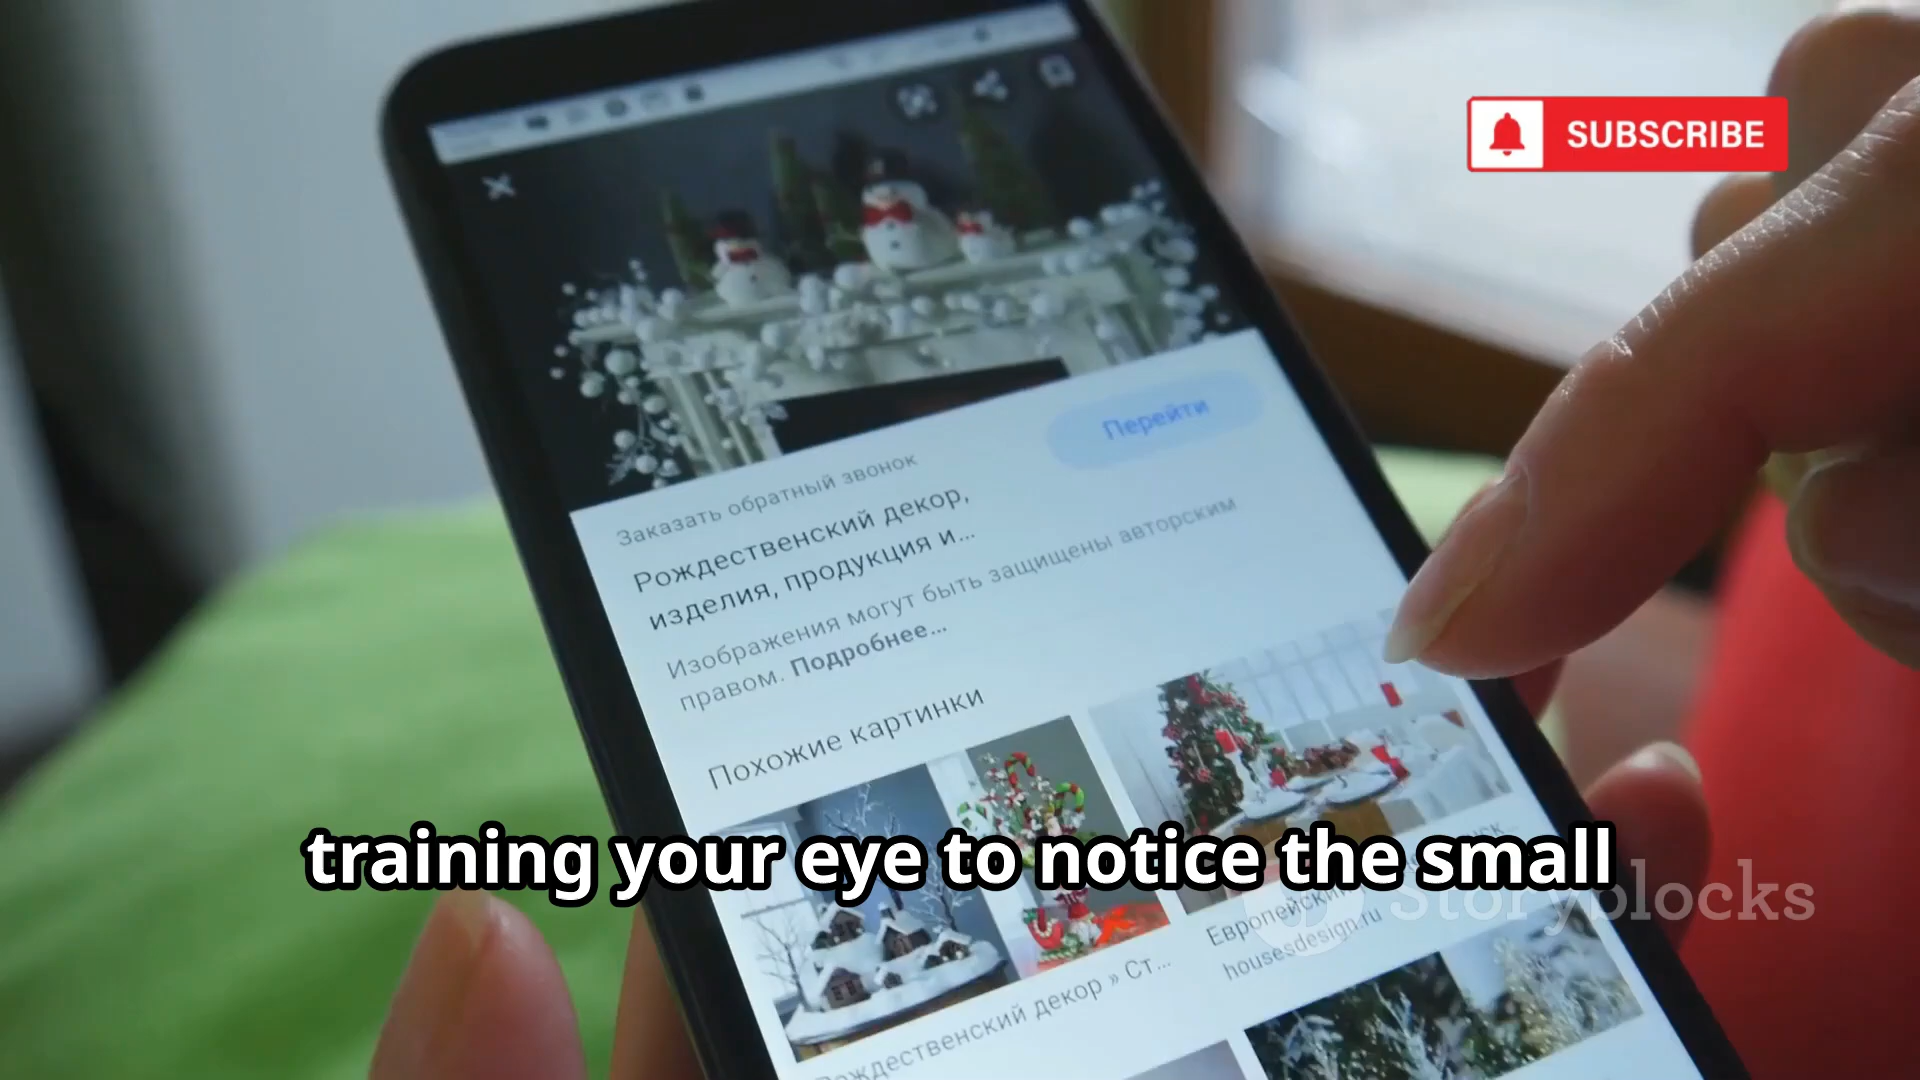 SUBSCRIBE
Перейти
Заказать обратный звонок
Рождественский декор,
изделия, продукция и...
Изображения могут быть защищены авторским
правом. Подробнее...
Похожие картинки
training your eye to notice the small
Storyblocks
Европейский
housesdesign.ru
Рождественский декор » Ст...